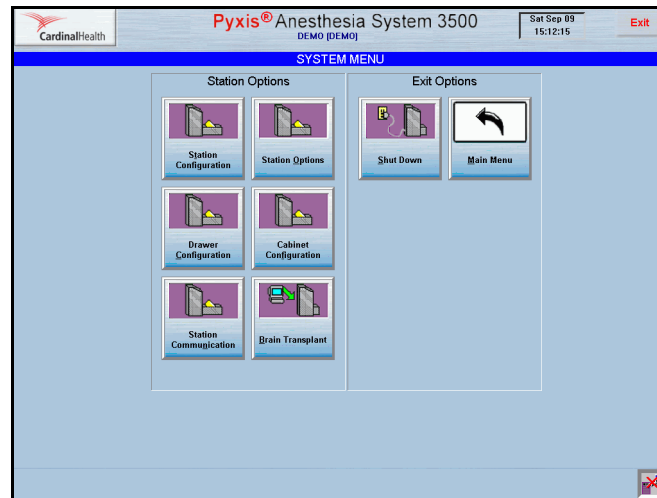 CardinalHealth
Pyxis® Anesthesia System 3500
DEMO [DEMO]
Sat Sep 09
15:12:15
Exit
SYSTEM MENU
Station Options
Exit Options
Station
Configuration
Station Options
Shut Down
Main Menu
Drawer
Configuration
Cabinet
Configuration
Station
Communication
Brain Transplant